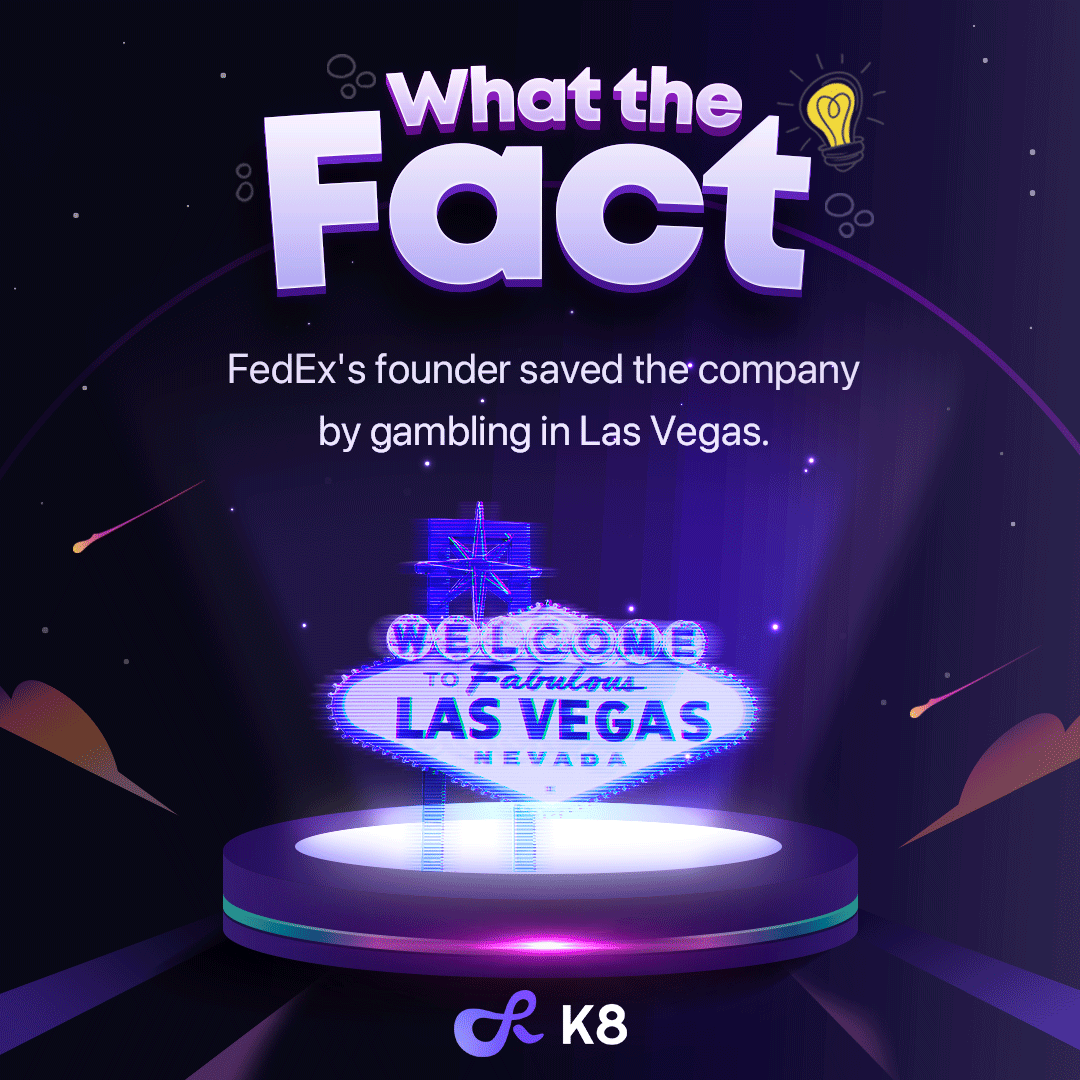 What the
Fact
FedEx's founder saved the company
by gambling in Las Vegas.
WELCOME
TO Fabulous
LAS VEGAS
NEVADA
K8